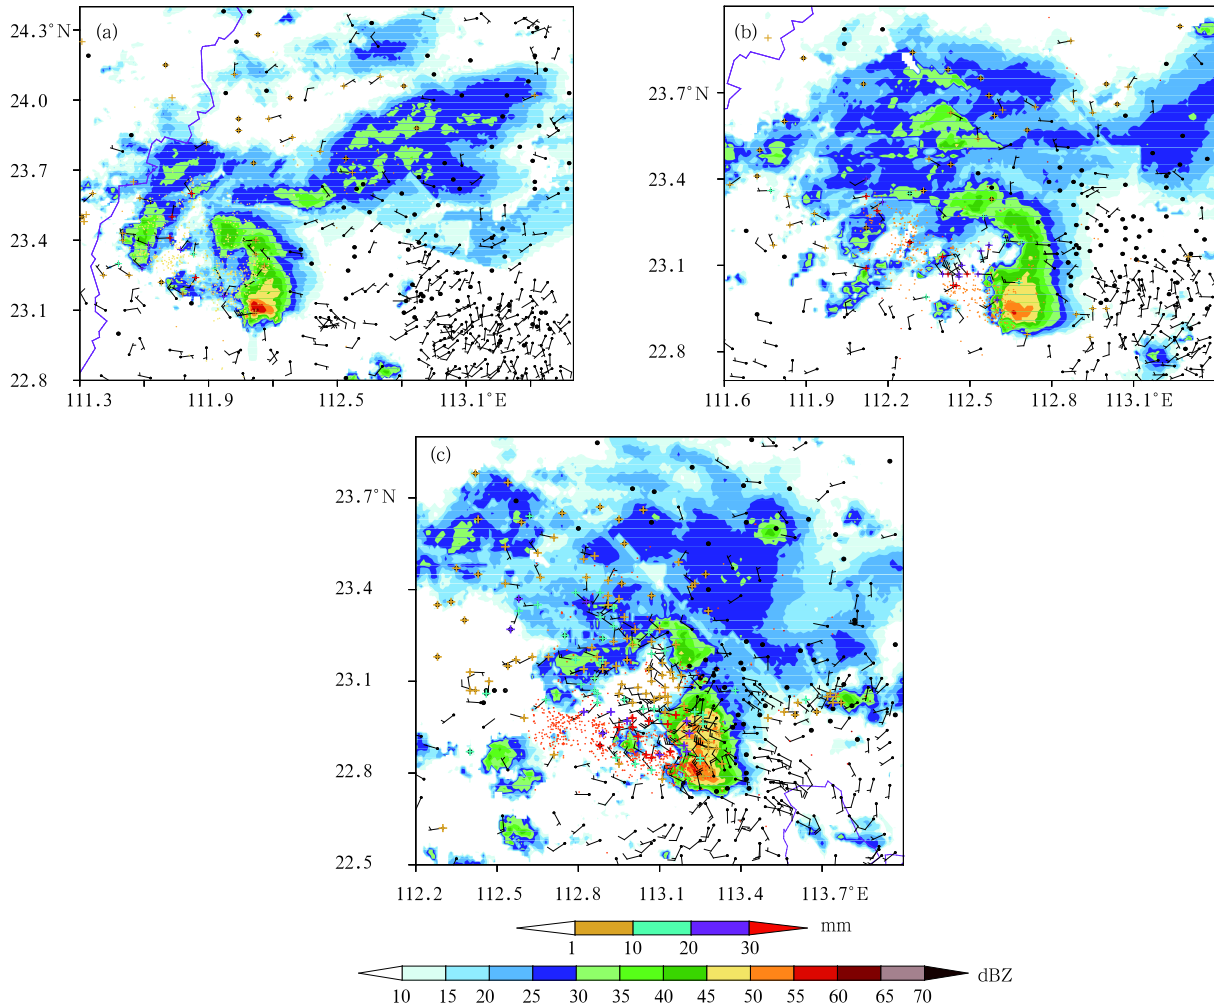 (a)
24.3°N
24.0
23.7
23.4
23.1
22.8
111.3 111.9 112.5 113.1°E
(b)
23.7°N
23.4
23.1
22.8
111.6 111.9 112.2 112.5 112.8 113.1°E
(c)
23.7°N
23.4
23.1
22.8
22.5
112.2 112.5 112.8 113.1 113.4 113.7°E
mm
1 10 20 30
dBZ
10 15 20 25 30 35 40 45 50 55 60 65 70